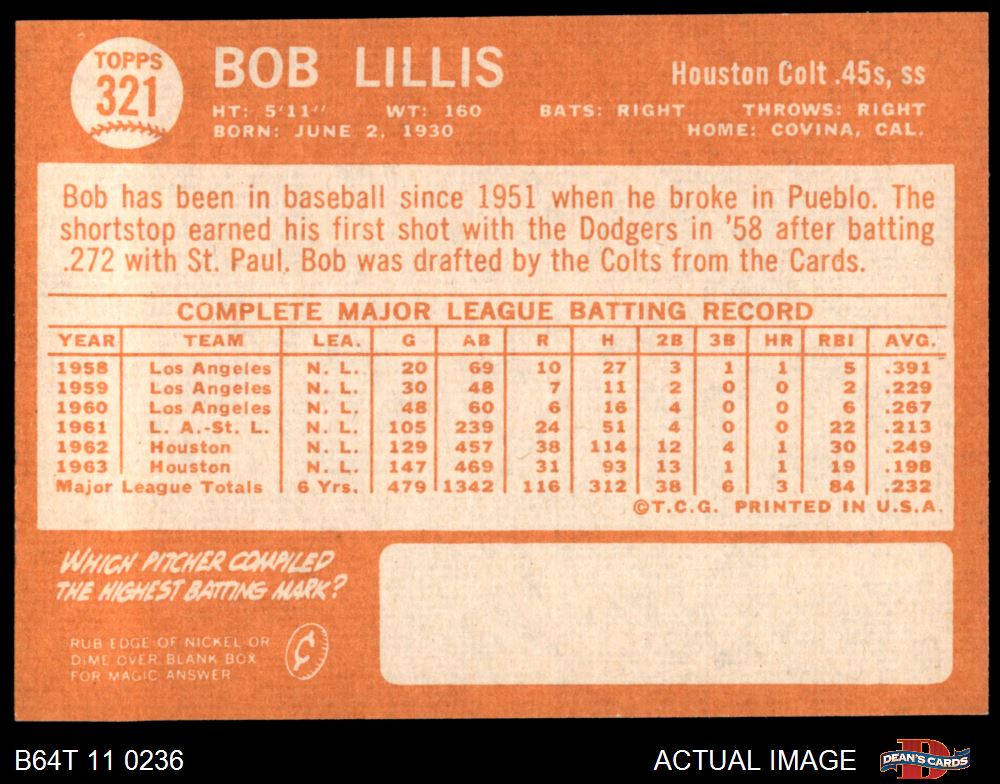 TOPPS
321
BOB LILLIS
Houston Colt .45s, ss
HT: 5'11" WT: 160 BATS: RIGHT THROWS: RIGHT
BORN: JUNE 2, 1930 HOME: COVINA, CAL.
Bob has been in baseball since 1951 when he broke in Pueblo. The
shortstop earned his first shot with the Dodgers in '58 after batting
.272 with St. Paul. Bob was drafted by the Colts from the Cards.
COMPLETE MAJOR LEAGUE BATTING RECORD
YEAR TEAM LEA. G AB R H 2B 3B HR RBI AVG.
1958 Los Angeles N. L. 20 69 10 27 3 1 1 5 .391
1959 Los Angeles N. L. 30 48 7 11 2 0 0 2 .229
1960 Los Angeles N. L. 48 60 6 16 4 0 0 6 .267
1961 L. A.-St. L. N. L. 105 239 24 51 4 0 0 22 .213
1962 Houston N. L. 129 457 38 114 12 4 1 30 .249
1963 Houston N. L. 147 469 31 93 13 1 1 19 .198
Major League Totals 6 Yrs. 479 1342 116 312 38 6 3 84 .232
©T.C.G. PRINTED IN U.S.A.
WHICH PITCHER COMPILED
THE HIGHEST BATTING MARK?
RUB EDGE OF NICKEL OR
DIME OVER BLANK BOX
FOR MAGIC ANSWER
B64T 11 0236
ACTUAL IMAGE
D
DEAN'S CARDS